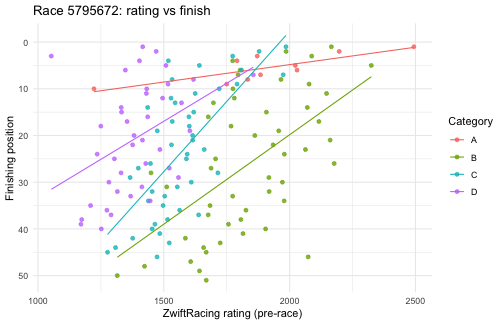 Race 5795672: rating vs finish
Finishing position
0
10
20
30
40
50
1000
1500
2000
2500
ZwiftRacing rating (pre-race)
Category
A
B
C
D